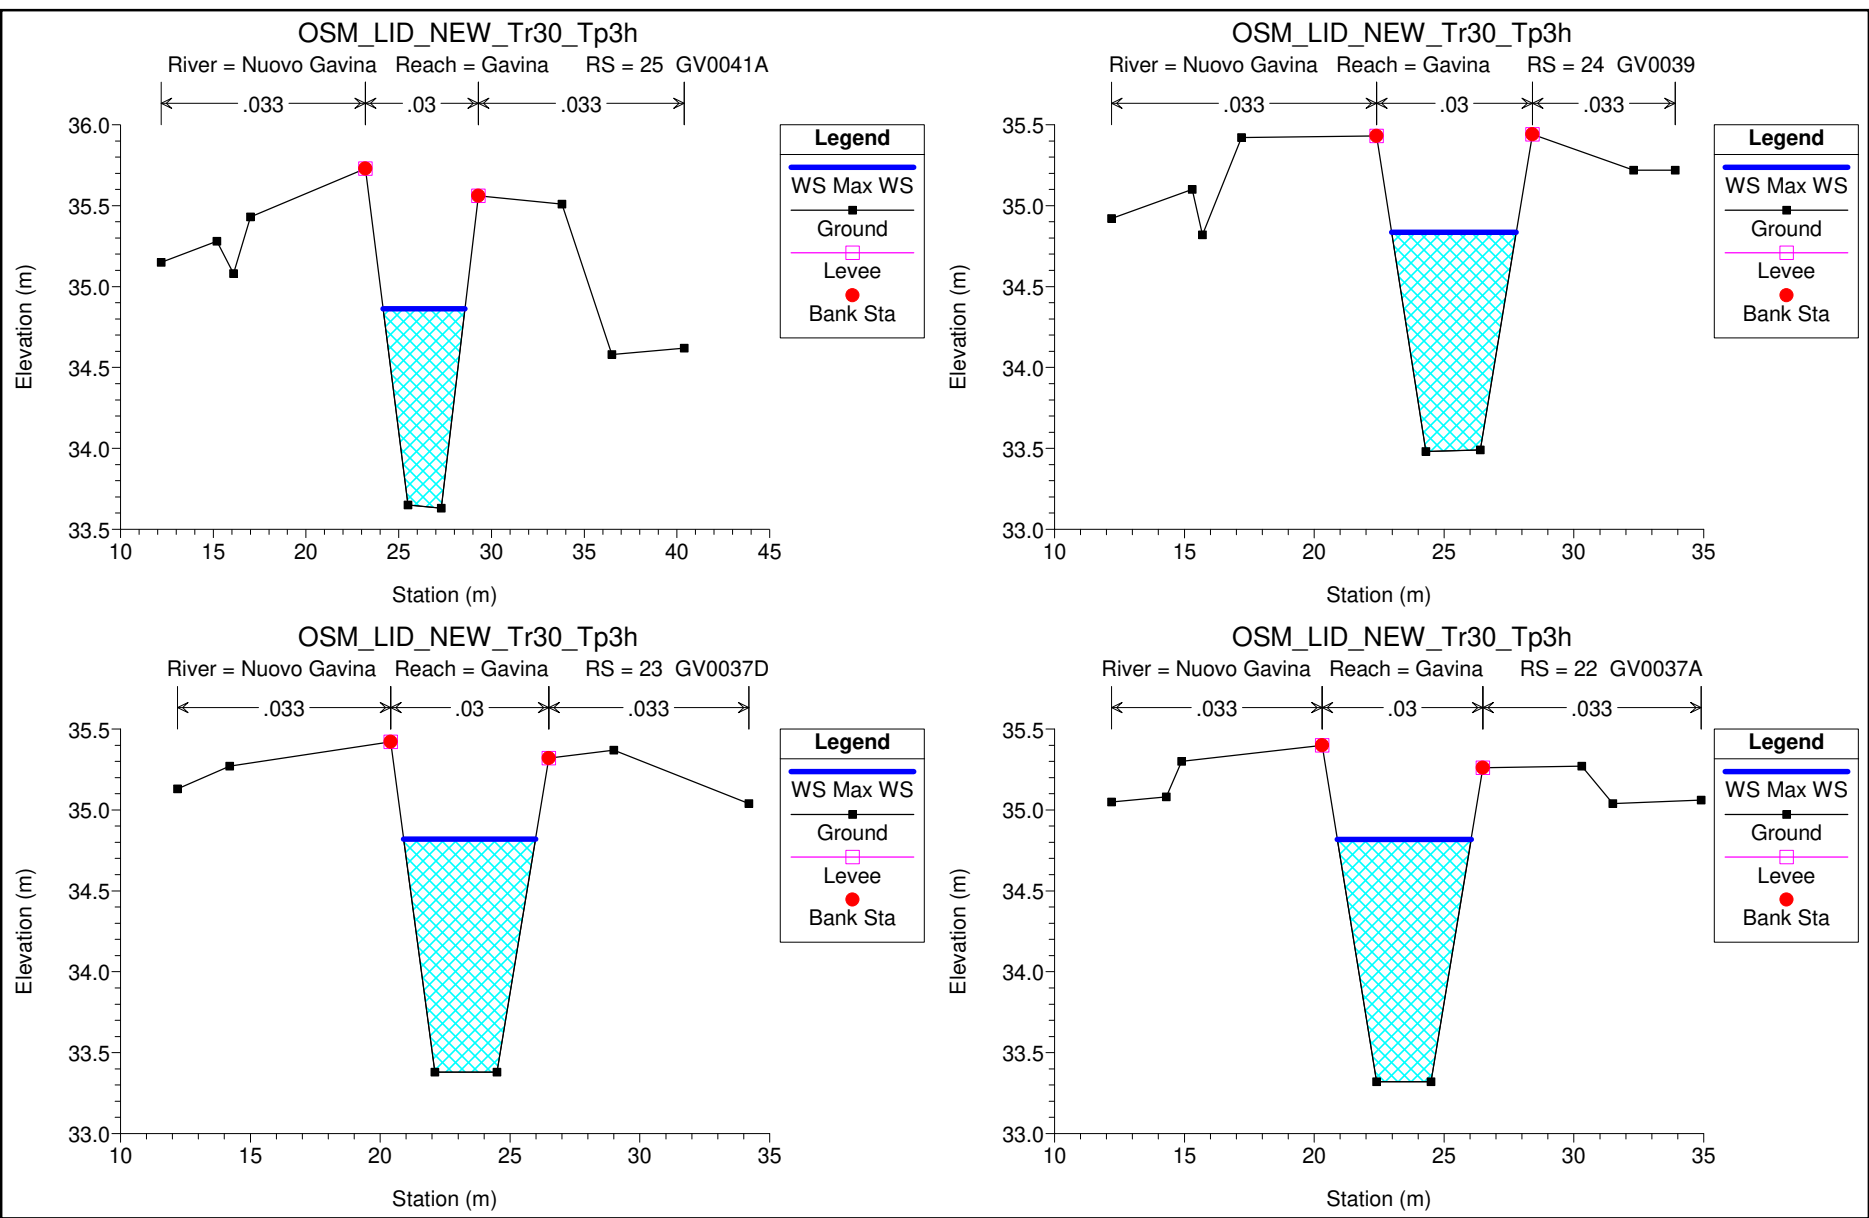 OSM_LID_NEW_Tr30_Tp3h
River = Nuovo Gavina Reach = Gavina RS = 25 GV0041A
.033 .03 .033
36.0
35.5
35.0
34.5
34.0
33.5
10 15 20 25 30 35 40 45
Elevation (m)
Station (m)
Legend
WS Max WS
Ground
Levee
Bank Sta
OSM_LID_NEW_Tr30_Tp3h
River = Nuovo Gavina Reach = Gavina RS = 24 GV0039
.033 .03 .033
35.5
35.0
34.5
34.0
33.5
33.0
10 15 20 25 30 35
Elevation (m)
Station (m)
Legend
WS Max WS
Ground
Levee
Bank Sta
OSM_LID_NEW_Tr30_Tp3h
River = Nuovo Gavina Reach = Gavina RS = 23 GV0037D
.033 .03 .033
35.5
35.0
34.5
34.0
33.5
33.0
10 15 20 25 30 35
Elevation (m)
Station (m)
Legend
WS Max WS
Ground
Levee
Bank Sta
OSM_LID_NEW_Tr30_Tp3h
River = Nuovo Gavina Reach = Gavina RS = 22 GV0037A
.033 .03 .033
35.5
35.0
34.5
34.0
33.5
33.0
10 15 20 25 30 35
Elevation (m)
Station (m)
Legend
WS Max WS
Ground
Levee
Bank Sta